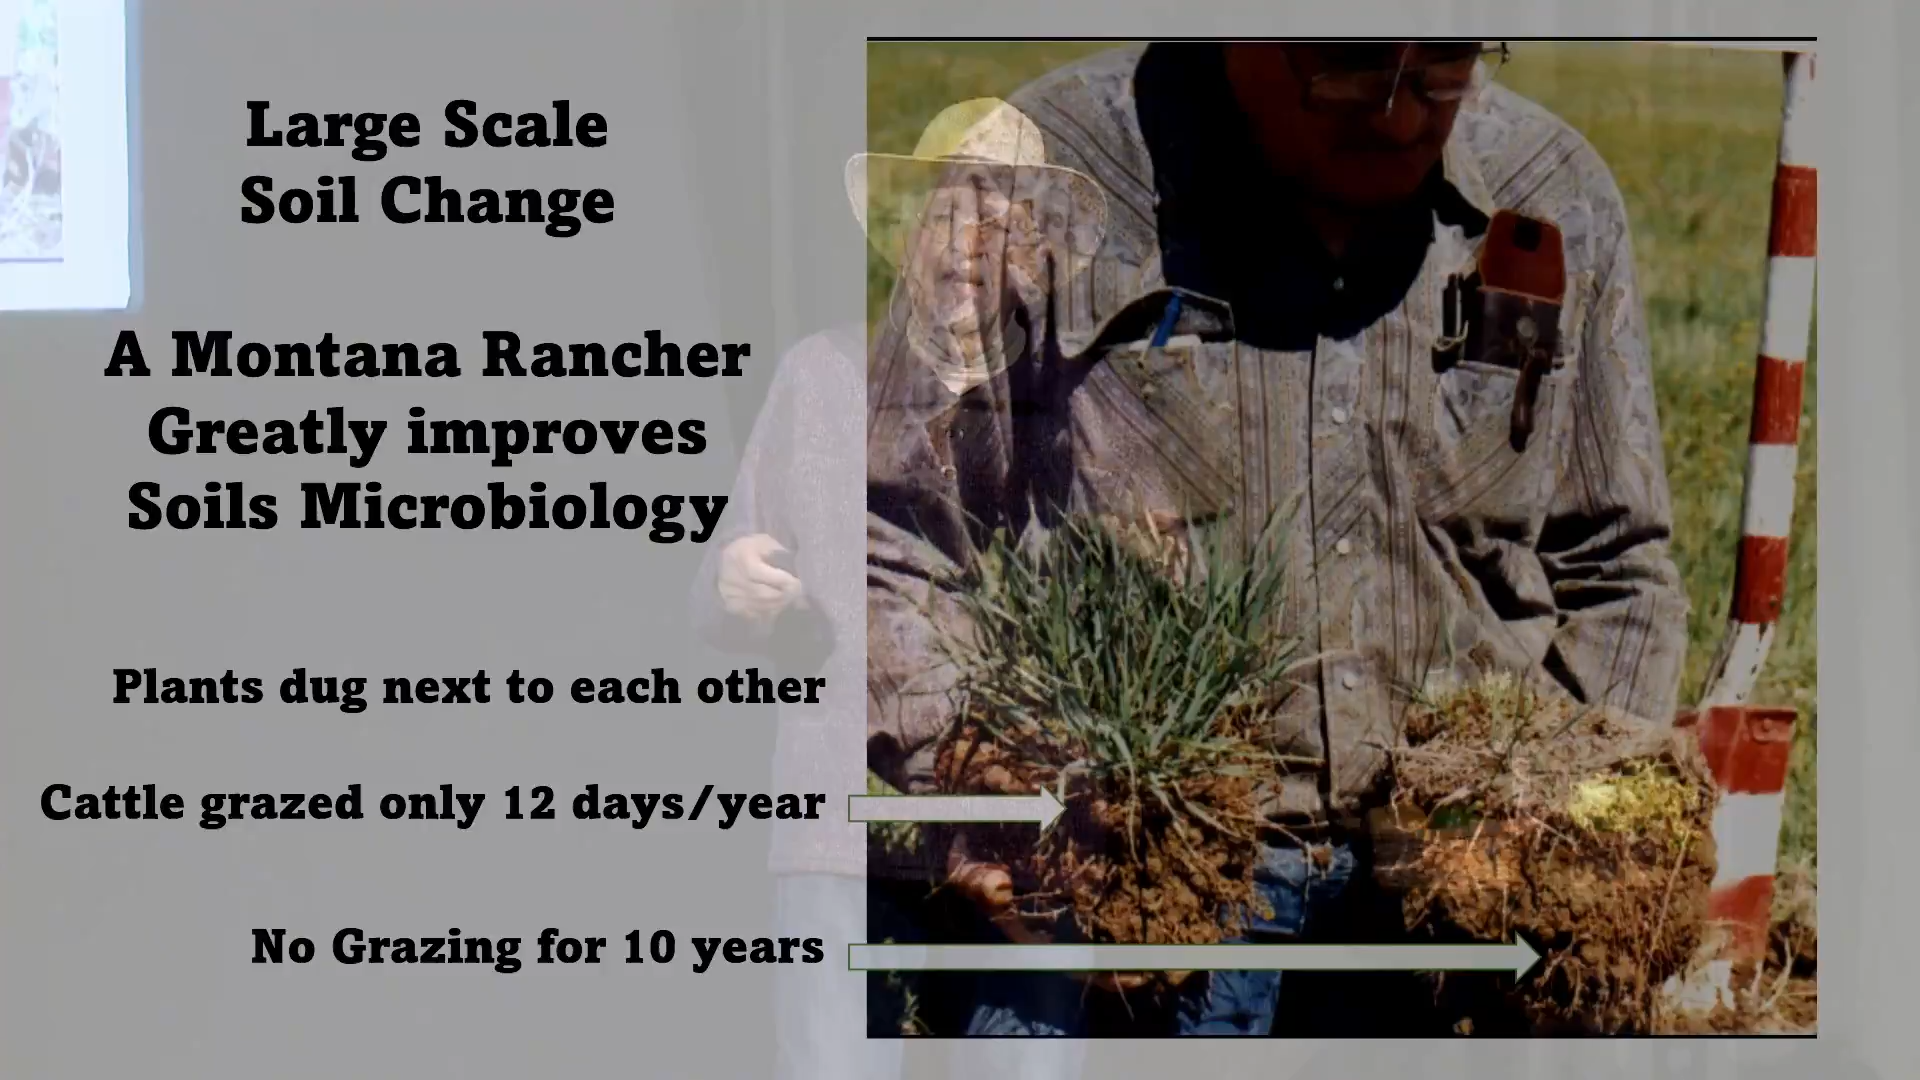 Large Scale
Soil Change
A Montana Rancher
Greatly improves
Soils Microbiology
Plants dug next to each other
Cattle grazed only 12 days/year
No Grazing for 10 years